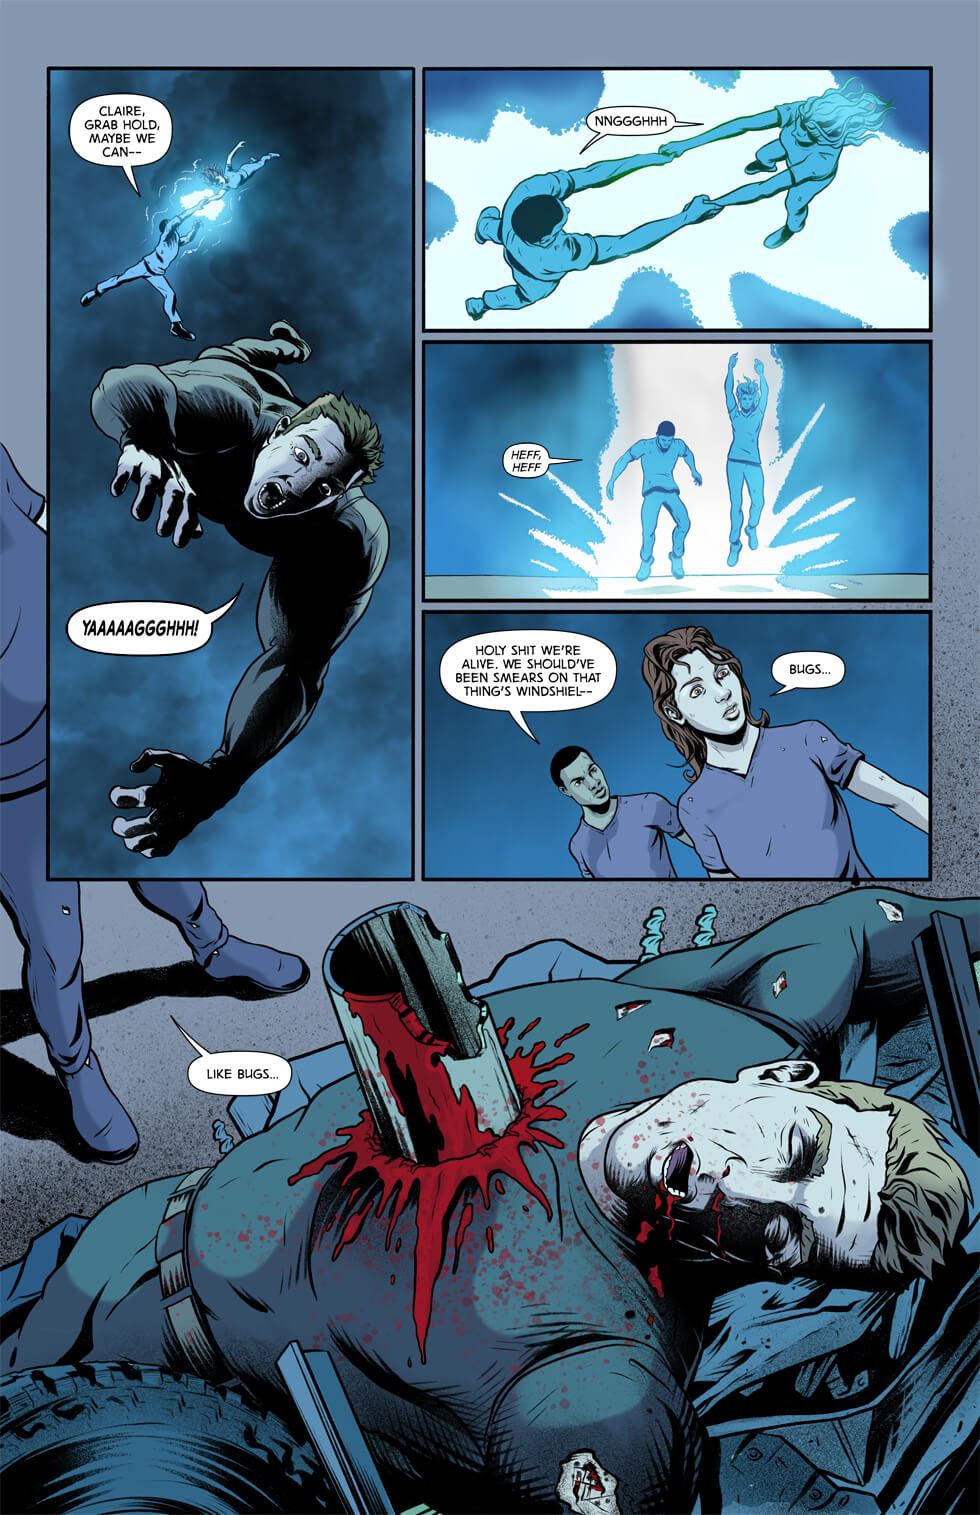 CLAIRE,
GRAB HOLD,
MAYBE WE
CAN--
YAAAAAGGGHHH!
NNGGGHHH
HEFF,
HEFF
HOLY SHIT WE'RE
ALIVE. WE SHOULD'VE
BEEN SMEARS ON THAT
THING'S WINDSHIEL--
BUGS...
LIKE BUGS...